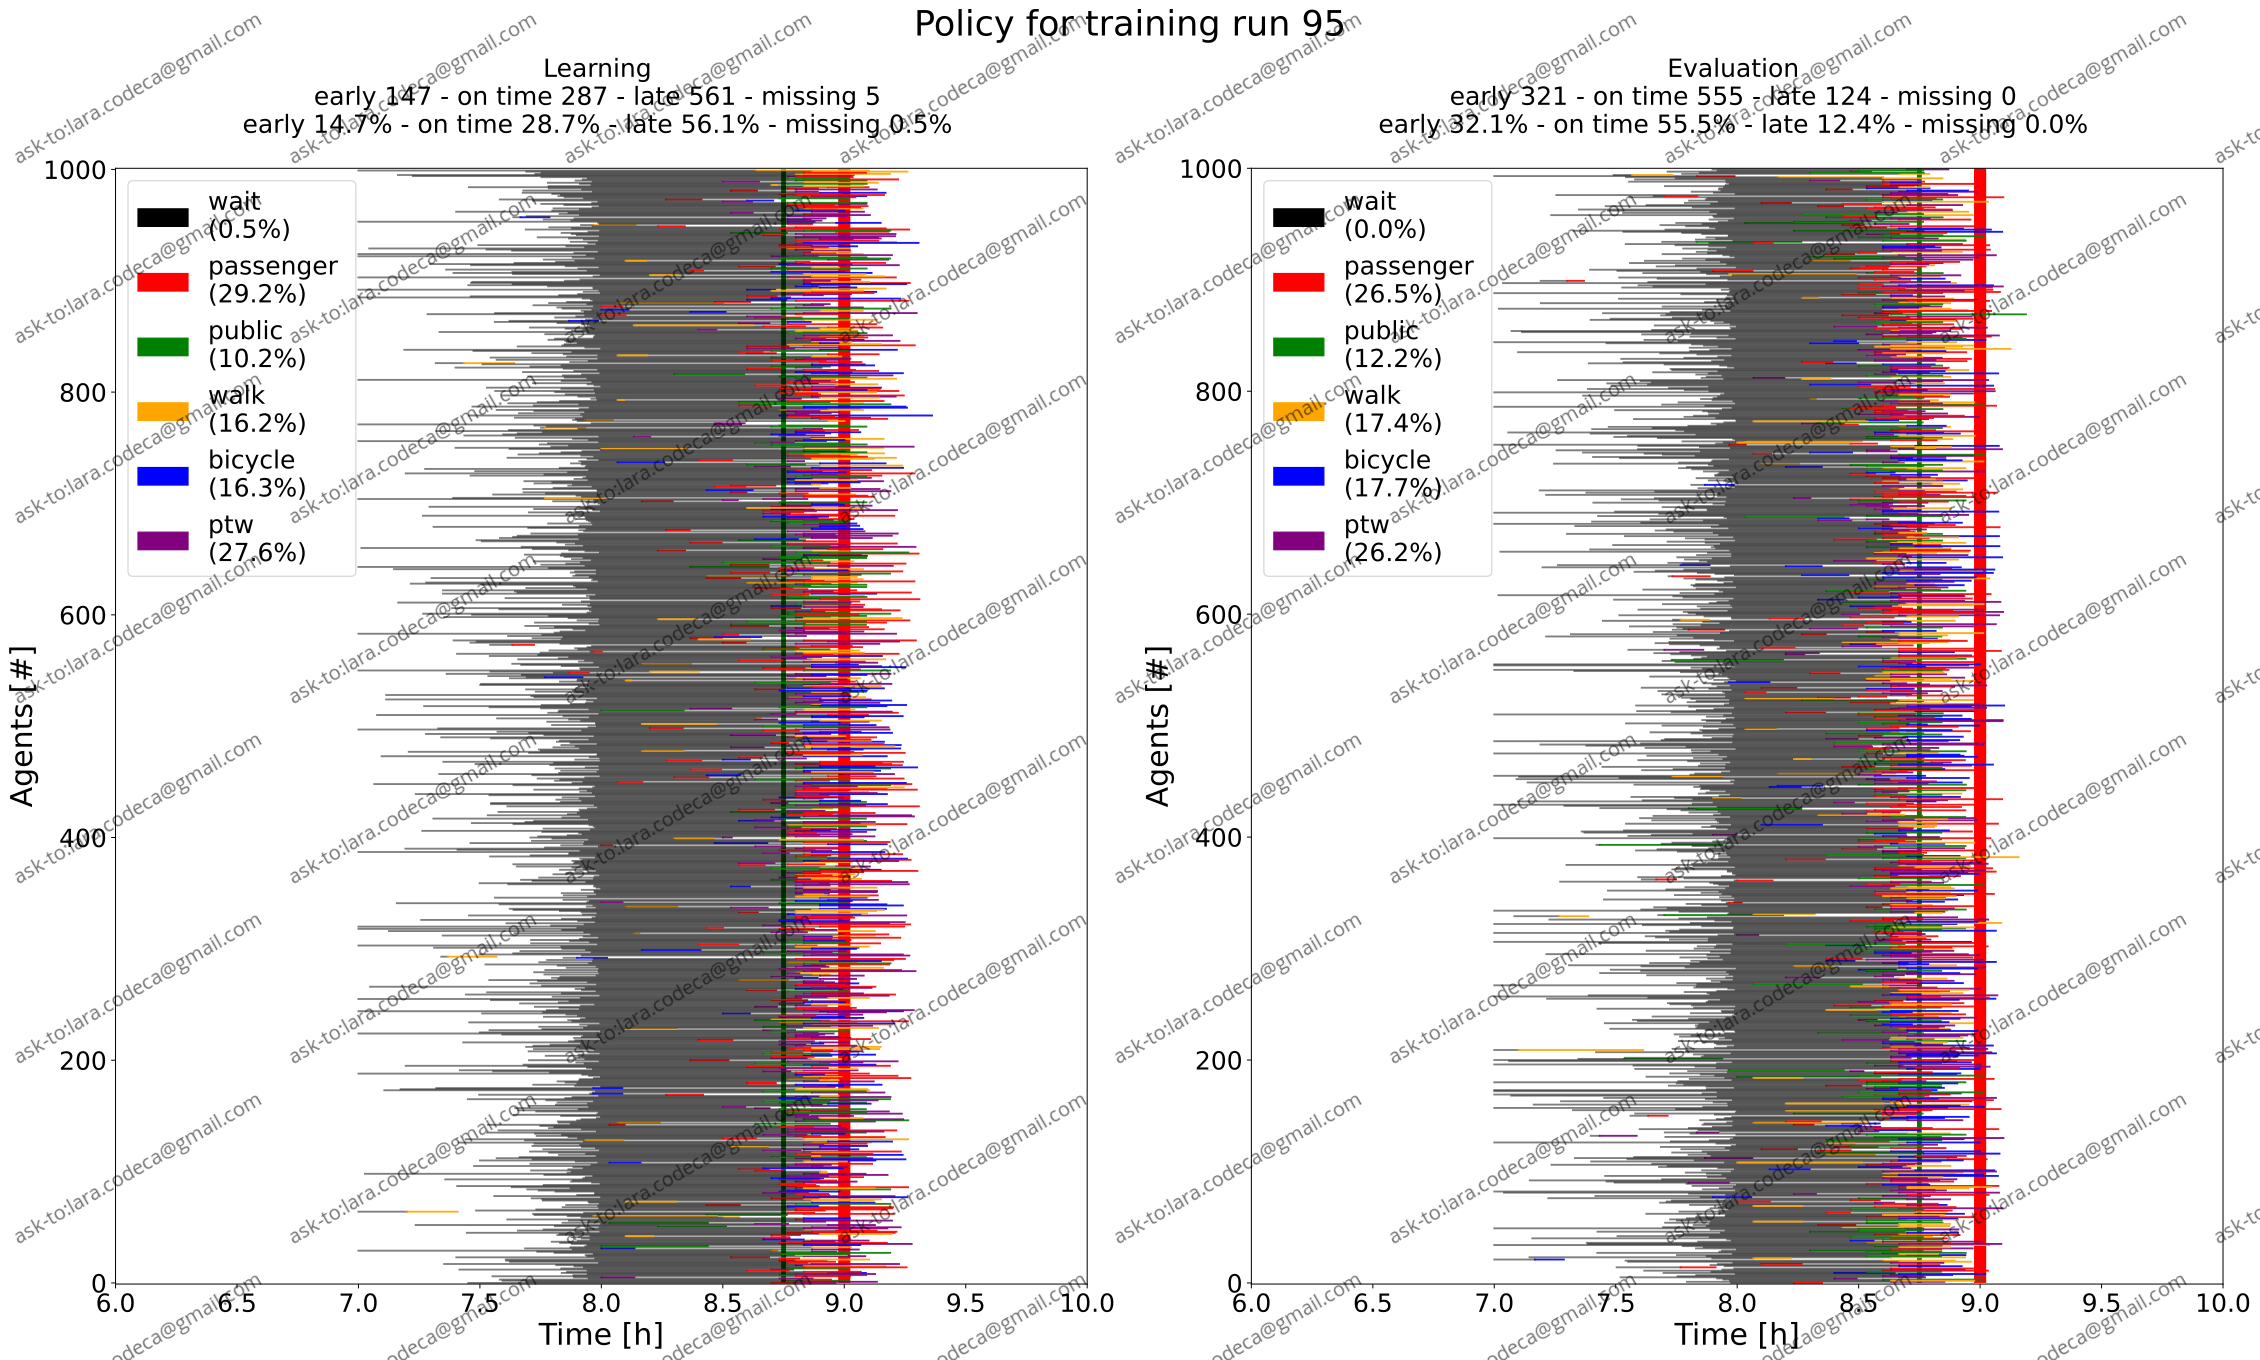 Policy for training run 95
Learning
early 147 - on time 287 - late 561 - missing 5
early 14.7% - on time 28.7% - late 56.1% - missing 0.5%
1000
800
600
400
200
0
Agents [#]
wait
(0.5%)
passenger
(29.2%)
public
(10.2%)
walk
(16.2%)
bicycle
(16.3%)
ptw
(27.6%)
6.0 6.5 7.0 7.5 8.0 8.5 9.0 9.5 10.0
Time [h]
Evaluation
early 321 - on time 555 - late 124 - missing 0
early 32.1% - on time 55.5% - late 12.4% - missing 0.0%
1000
800
600
400
200
0
Agents [#]
wait
(0.0%)
passenger
(26.5%)
public
(12.2%)
walk
(17.4%)
bicycle
(17.7%)
ptw
(26.2%)
6.0 6.5 7.0 7.5 8.0 8.5 9.0 9.5 10.0
Time [h]
ask-to:lara.codeca@gmail.com